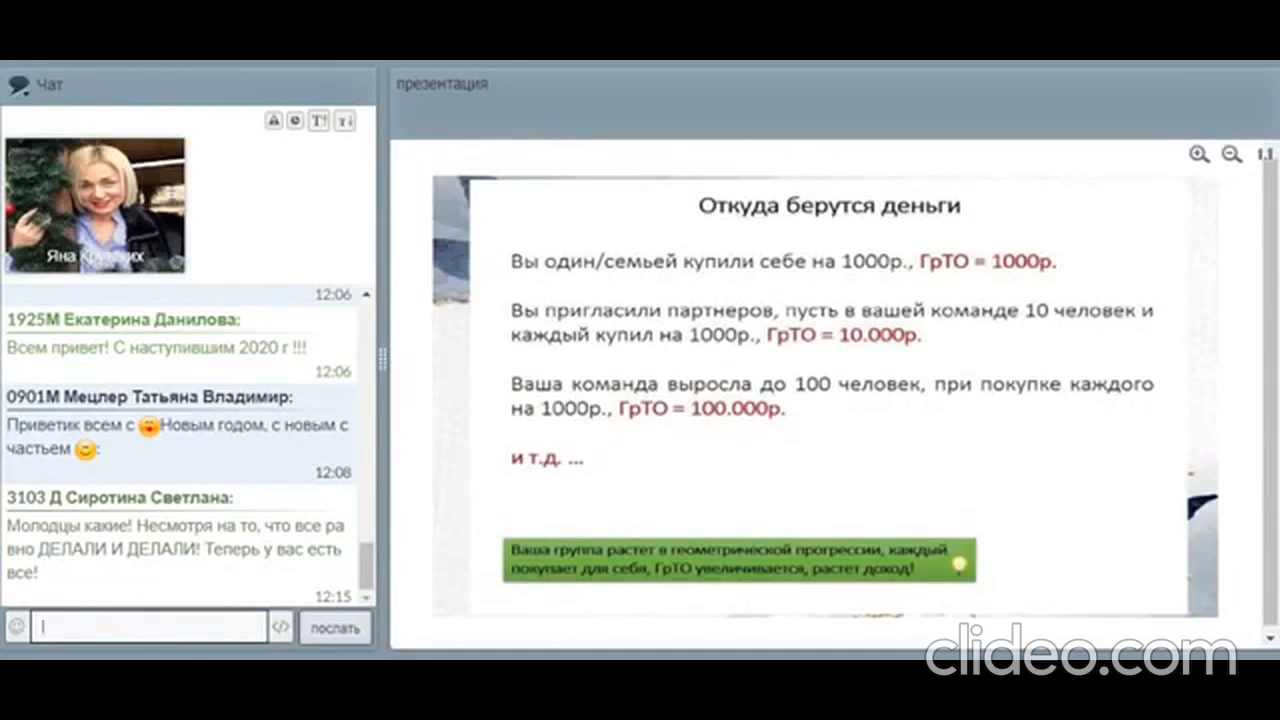 Чат
Яна
12:06
1925М Екатерина Данилова:
Всем привет! С наступившим 2020 г !!!
12:06
0901М Мецлер Татьяна Владимир:
Приветик всем с Новым годом, с новым с
частьем :
12:08
3103 Д Сиротина Светлана:
Молодцы какие! Несмотря на то, что все ра
вно ДЕЛАЛИ И ДЕЛАЛИ! Теперь у вас есть
все!
12:15
послать
презентация
1:1
Откуда берутся деньги
Вы один/семьей купили себе на 1000р., ГрТО = 1000р.
Вы пригласили партнеров, пусть в вашей команде 10 человек и
каждый купил на 1000р., ГрТО = 10.000р.
Ваша команда выросла до 100 человек, при покупке каждого
на 1000р., ГрТО = 100.000р.
и т.д. ...
Ваша группа растет в геометрической прогрессии, каждый
покупает для себя, ГрТО увеличивается, растет доход!
clideo.com